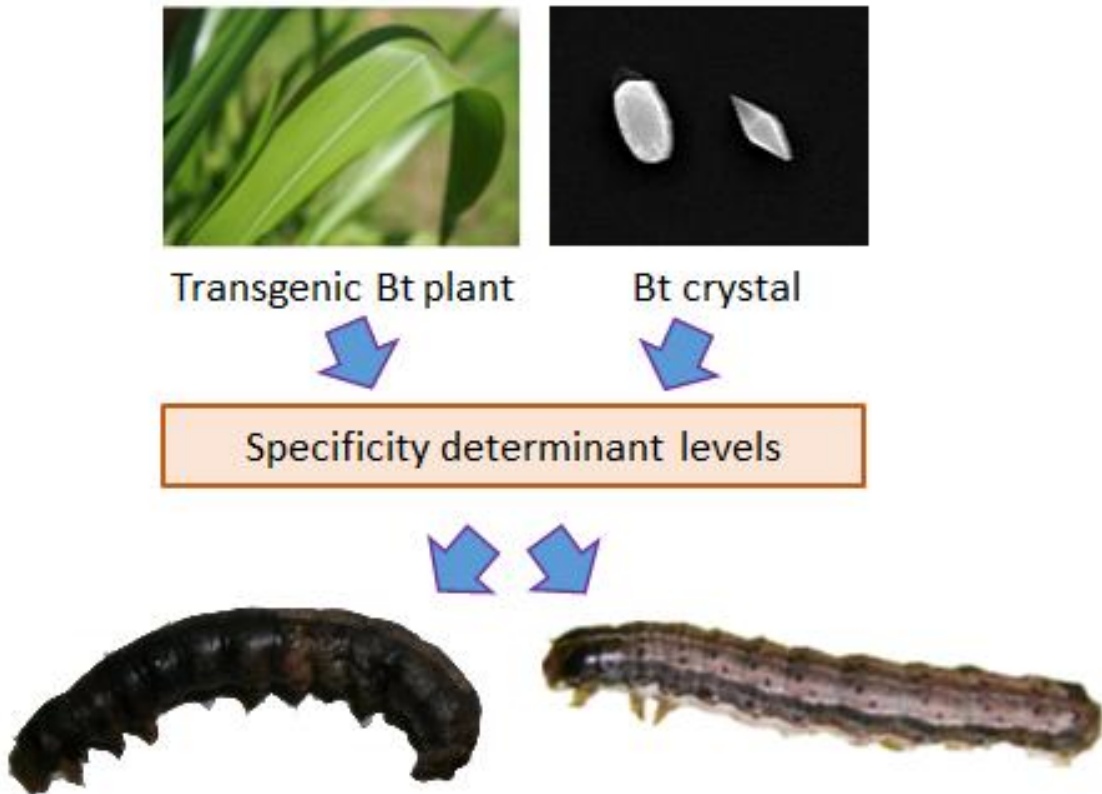 Transgenic Bt plant
Bt crystal
Specificity determinant levels